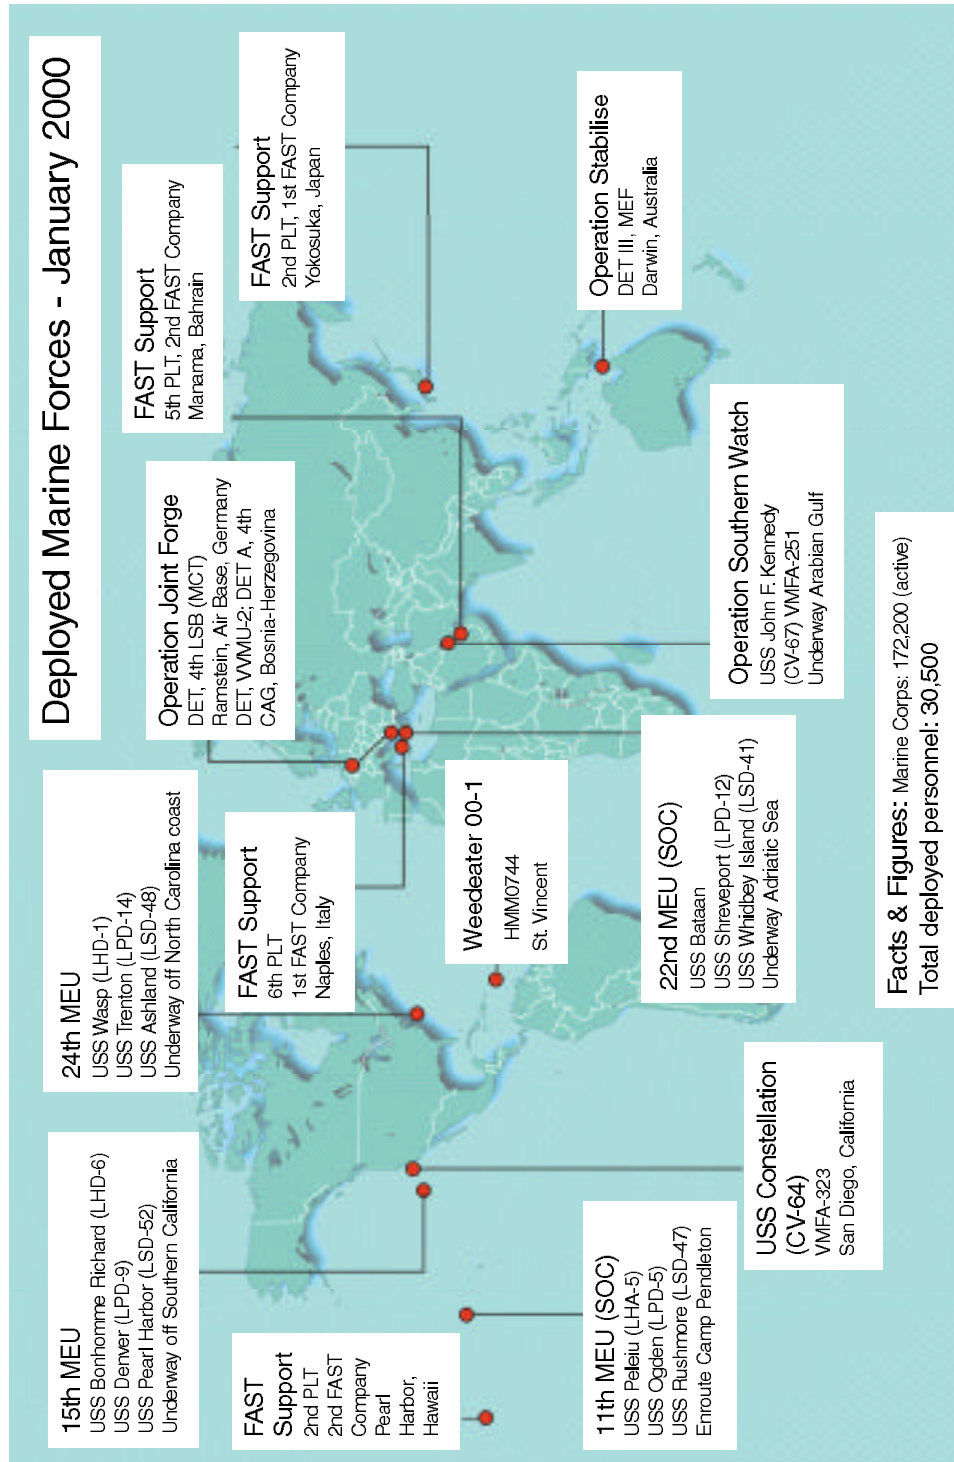 Deployed Marine Forces - January 2000
15th MEU
USS Bonhomme Richard (LHD-6)
USS Denver (LPD-9)
USS Pearl Harbor (LSD-52)
Underway off Southern California
24th MEU
USS Wasp (LHD-1)
USS Trenton (LPD-14)
USS Ashland (LSD-48)
Underway off North Carolina coast
Operation Joint Forge
DET, 4th LSB (MCT)
Ramstein, Air Base, Germany
DET, VVMU-2; DET A, 4th
CAG, Bosnia-Herzegovina
FAST Support
5th PLT, 2nd FAST Company
Manama, Bahrain
FAST Support
2nd PLT, 1st FAST Company
Yokosuka, Japan
FAST
Support
2nd PLT
2nd FAST
Company
Pearl
Harbor,
Hawaii
FAST Support
6th PLT
1st FAST Company
Naples, Italy
Weedeater 00-1
HMM0744
St. Vincent
Operation Stabilise
DET III, MEF
Darwin, Australia
11th MEU (SOC)
USS Peleiu (LHA-5)
USS Ogden (LPD-5)
USS Rushmore (LSD-47)
Enroute Camp Pendleton
USS Constellation
(CV-64)
VMFA-323
San Diego, California
22nd MEU (SOC)
USS Bataan
USS Shreveport (LPD-12)
USS Whidbey Island (LSD-41)
Underway Adriatic Sea
Operation Southern Watch
USS John F. Kennedy
(CV-67) VMFA-251
Underway Arabian Gulf
Facts & Figures: Marine Corps: 172,200 (active)
Total deployed personnel: 30,500